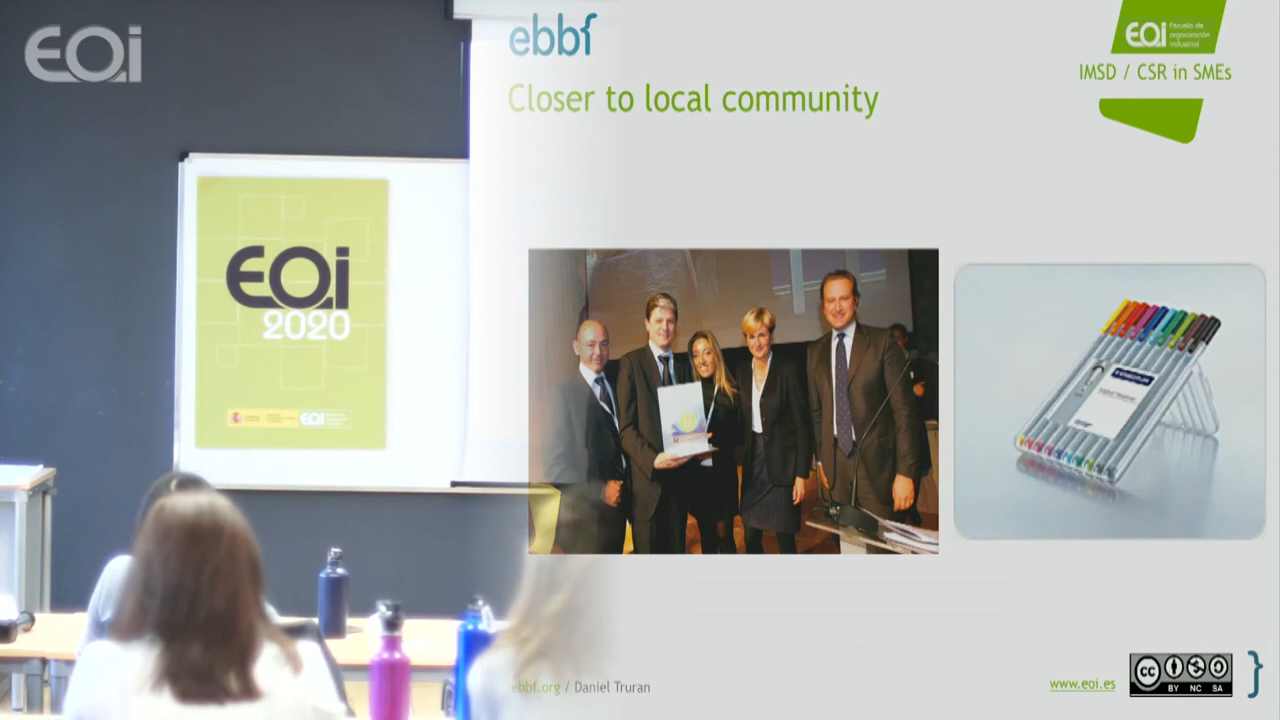 EOi
ebbf
Closer to local community
EOi
Escuela de
organización
industrial
IMSD / CSR in SMEs
EOi
2020
EOi
STAEDTLER
ebbf.org / Daniel Truran
www.eoi.es
cc
BY NC SA